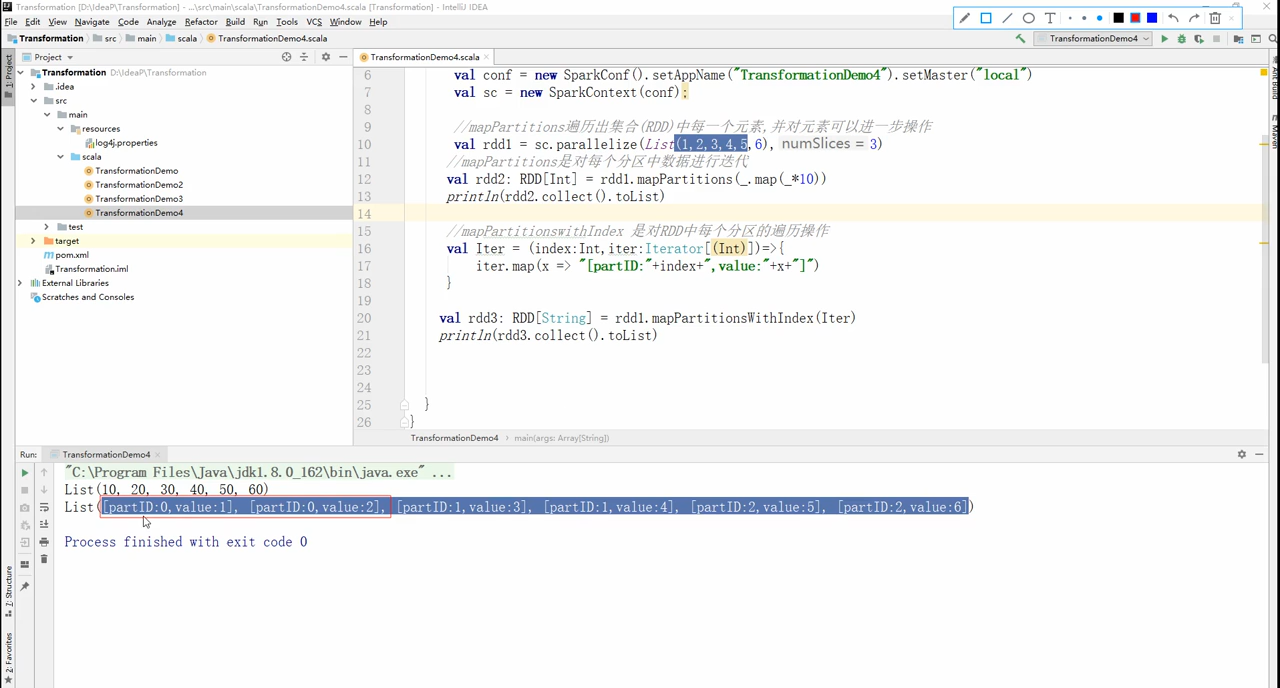 Transformation [D:\IdeaP\Transformation] - ...\src\main\scala\TransformationDemo4.scala [Transformation] - IntelliJ IDEA
File Edit View Navigate Code Analyze Refactor Build Run Tools VCS Window Help
Transformation src main scala TransformationDemo4.scala
TransformationDemo4
Project
TransformationDemo4.scala
1: Project
Transformation D:\IdeaP\Transformation
.idea
src
main
resources
log4j.properties
scala
TransformationDemo
TransformationDemo2
TransformationDemo3
TransformationDemo4
test
target
pom.xml
Transformation.iml
External Libraries
Scratches and Consoles
6 val conf = new SparkConf().setAppName("TransformationDemo4").setMaster("local")
7 val sc = new SparkContext(conf);
8
9 //mapPartitions遍历出集合(RDD)中每一个元素,并对元素可以进一步操作
10 val rdd1 = sc.parallelize(List(1,2,3,4,5,6), numSlices = 3)
11 //mapPartitions是对每个分区中数据进行迭代
12 val rdd2: RDD[Int] = rdd1.mapPartitions(_.map(_*10))
13 println(rdd2.collect().toList)
14
15 //mapPartitionswithIndex 是对RDD中每个分区的遍历操作
16 val Iter = (index:Int,iter:Iterator[(Int)])=>{
17 iter.map(x => "[partID:"+index+",value:"+x+"]")
18 }
19
20 val rdd3: RDD[String] = rdd1.mapPartitionsWithIndex(Iter)
21 println(rdd3.collect().toList)
22
23
24
25 }
26 }
TransformationDemo4 main(args: Array[String])
Run: TransformationDemo4
"C:\Program Files\Java\jdk1.8.0_162\bin\java.exe" ...
List(10, 20, 30, 40, 50, 60)
List([partID:0,value:1], [partID:0,value:2], [partID:1,value:3], [partID:1,value:4], [partID:2,value:5], [partID:2,value:6])
Process finished with exit code 0
7: Structure
2: Favorites